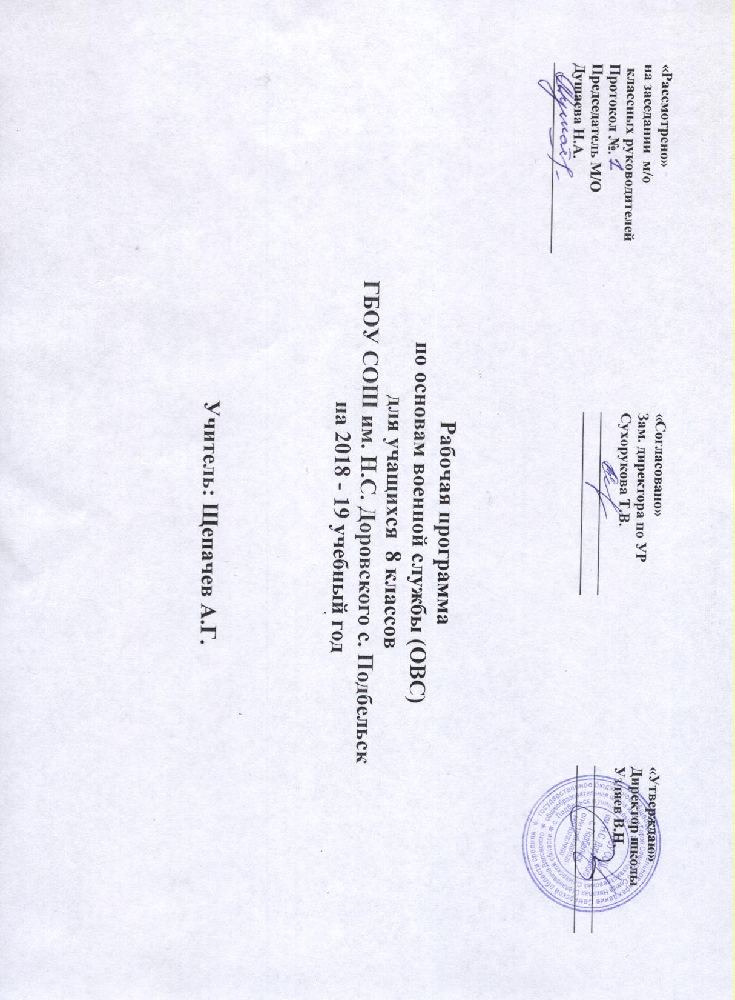 «Рассмотрено»
на заседании м/о
классных руководителей
Протокол №. 1
Председатель М/О
Душаева Н.А.
«Согласовано»
Зам. директора по УР
Сухорукова Т.В.
«Утверждаю»
Директор школы
Узляев В.Н.
Рабочая программа
по основам военной службы (ОВС)
для учащихся 8 классов
ГБОУ СОШ им. Н.С. Доровского с. Подбельск
на 2018 - 19 учебный год
Учитель: Щепачев А.Г.